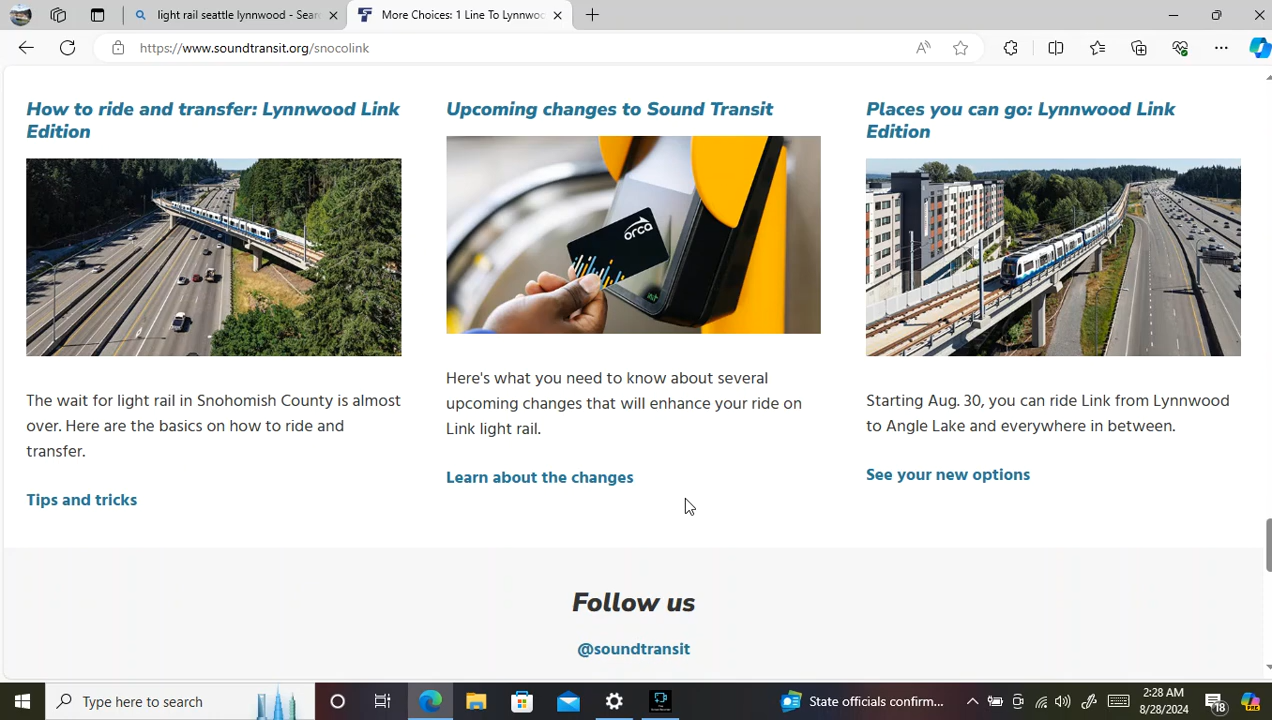 light rail seattle lynnwood - Sear
More Choices: 1 Line To Lynnwoo
https://www.soundtransit.org/snocolink
How to ride and transfer: Lynnwood Link
Edition
The wait for light rail in Snohomish County is almost
over. Here are the basics on how to ride and
transfer.
Tips and tricks
Upcoming changes to Sound Transit
orca
Here's what you need to know about several
upcoming changes that will enhance your ride on
Link light rail.
Learn about the changes
Places you can go: Lynnwood Link
Edition
Starting Aug. 30, you can ride Link from Lynnwood
to Angle Lake and everywhere in between.
See your new options
Follow us
@soundtransit
Type here to search
State officials confirm...
2:28 AM
8/28/2024
18
PRE